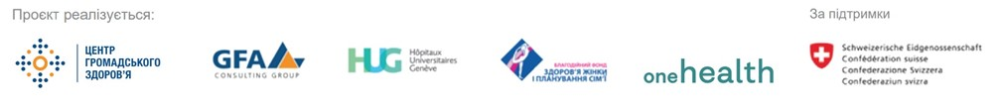 Проєкт реалізується:
За підтримки
ЦЕНТР
ГРОМАДСЬКОГО
ЗДОРОВ'Я
GFA
CONSULTING GROUP
HUG
Hôpitaux
Universitaires
Genève
БЛАГОДІЙНИЙ ФОНД
ЗДОРОВ'Я ЖІНКИ
І ПЛАНУВАННЯ СІМ'Ї
onehealth
Schweizerische Eidgenossenschaft
Confédération suisse
Confederazione Svizzera
Confederaziun svizra